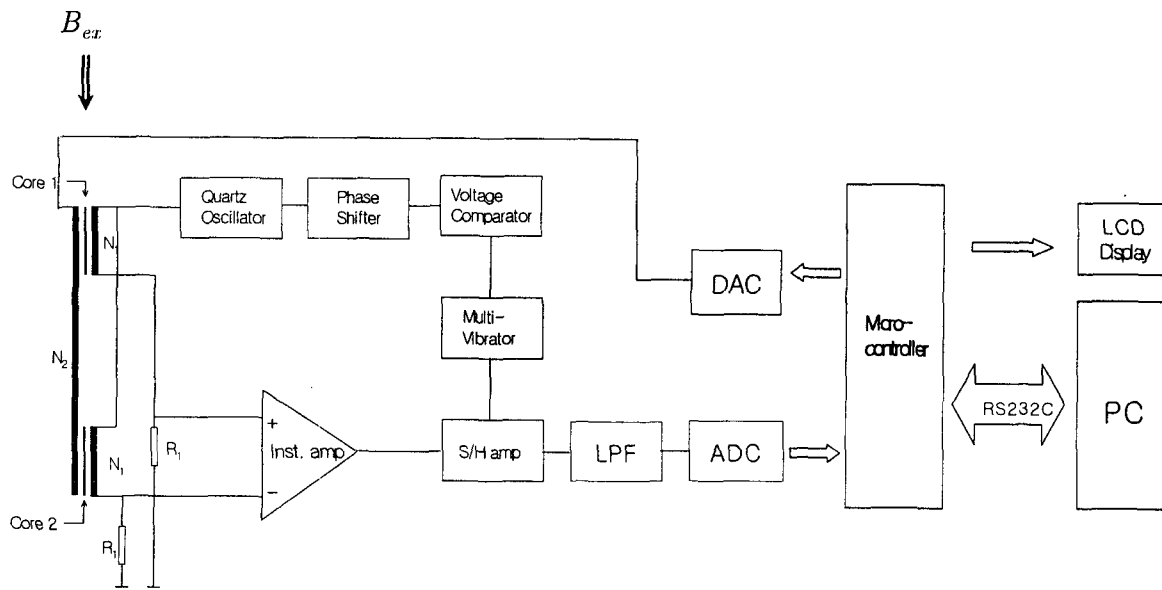 B_ex
Core 1
N₁
N₂
N₁
Core 2
R₁
R₁
Quartz
Oscillator
Phase
Shifter
Voltage
Comparator
Multi-
Vibrator
+
Inst. amp
−
S/H amp
LPF
ADC
DAC
Micro-
controller
LCD
Display
RS232C
PC